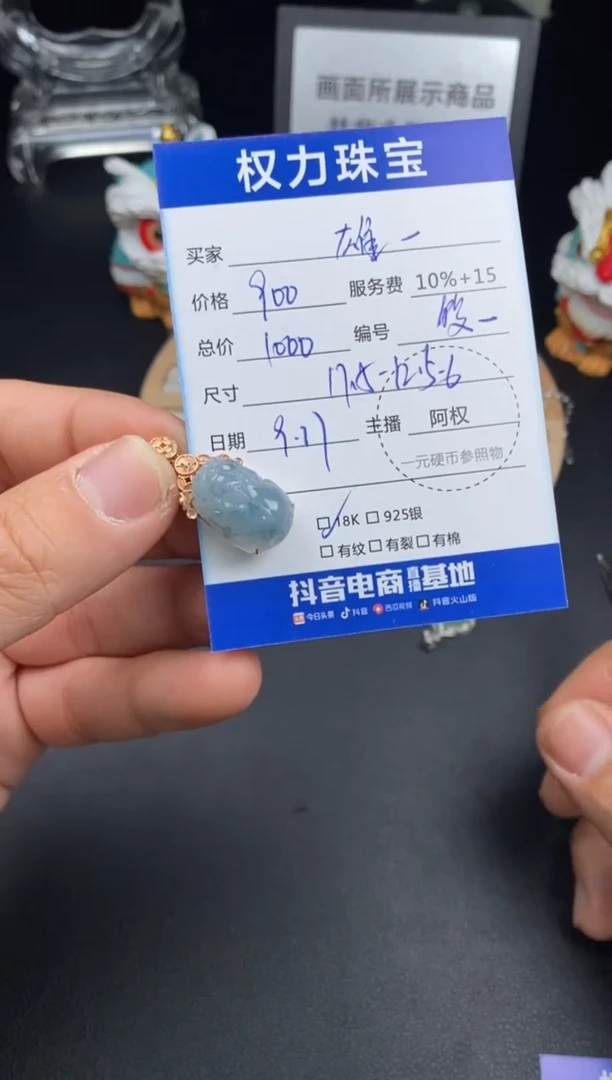 画面所展示商品
权力珠宝
买家 雄一
价格 900 服务费 10%+15
总价 1000 编号
尺寸 17.5-12.5-6
日期 9.17 主播 阿权
一元硬币参照物
☑ 18K □ 925银
□ 有纹 □ 有裂 □ 有棉
抖音电商直播基地
今日头条 抖音 西瓜视频 抖音火山版